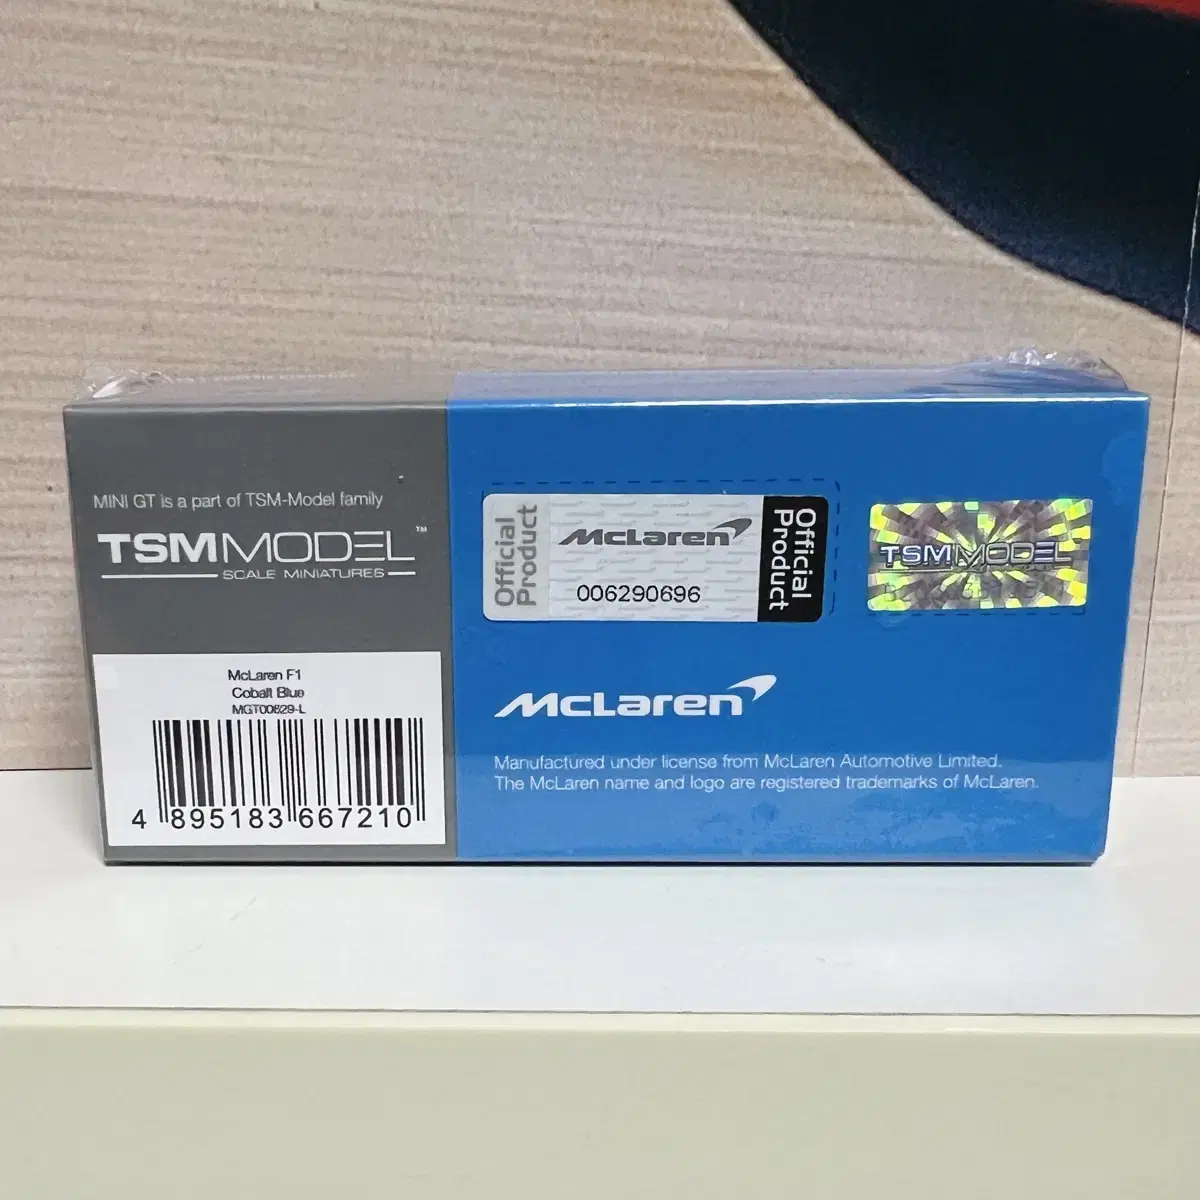 MINI GT is a part of TSM-Model family
TSMMODEL™
SCALE MINIATURES
McLaren F1
Cobalt Blue
MGT00829-L
4 895183 667210
Official Product
McLaren
006290696
Official Product
TSMMODEL
McLaren
Manufactured under license from McLaren Automotive Limited.
The McLaren name and logo are registered trademarks of McLaren.